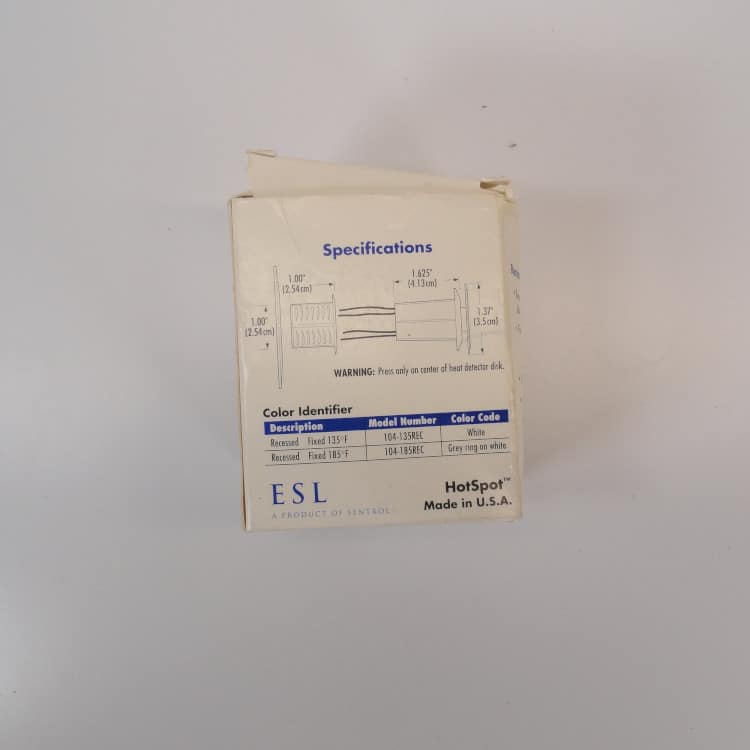 Specifications
1.00"
(2.54cm)
1.625"
(4.13cm)
1.00"
(2.54cm)
1.37"
(3.5cm)
WARNING: Press only on center of heat detector disk.
Color Identifier
Description Model Number Color Code
Recessed Fixed 135°F 104-135REC White
Recessed Fixed 185°F 104-185REC Grey ring on white
ESL
A PRODUCT OF SENTROL
HotSpot™
Made in U.S.A.